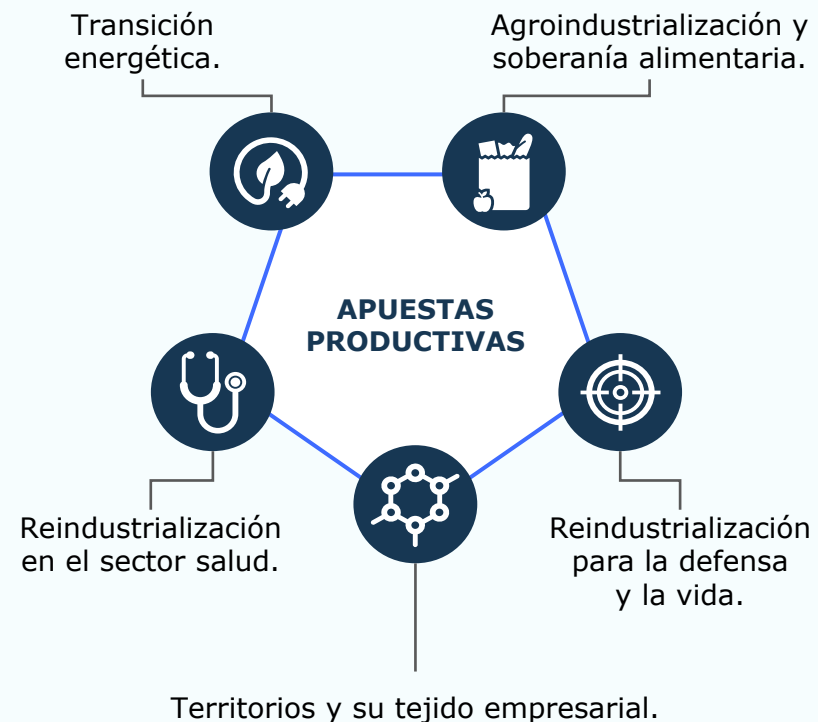 Transición
energética.
Agroindustrialización y
soberanía alimentaria.
APUESTAS
PRODUCTIVAS
Reindustrialización
en el sector salud.
Reindustrialización
para la defensa
y la vida.
Territorios y su tejido empresarial.